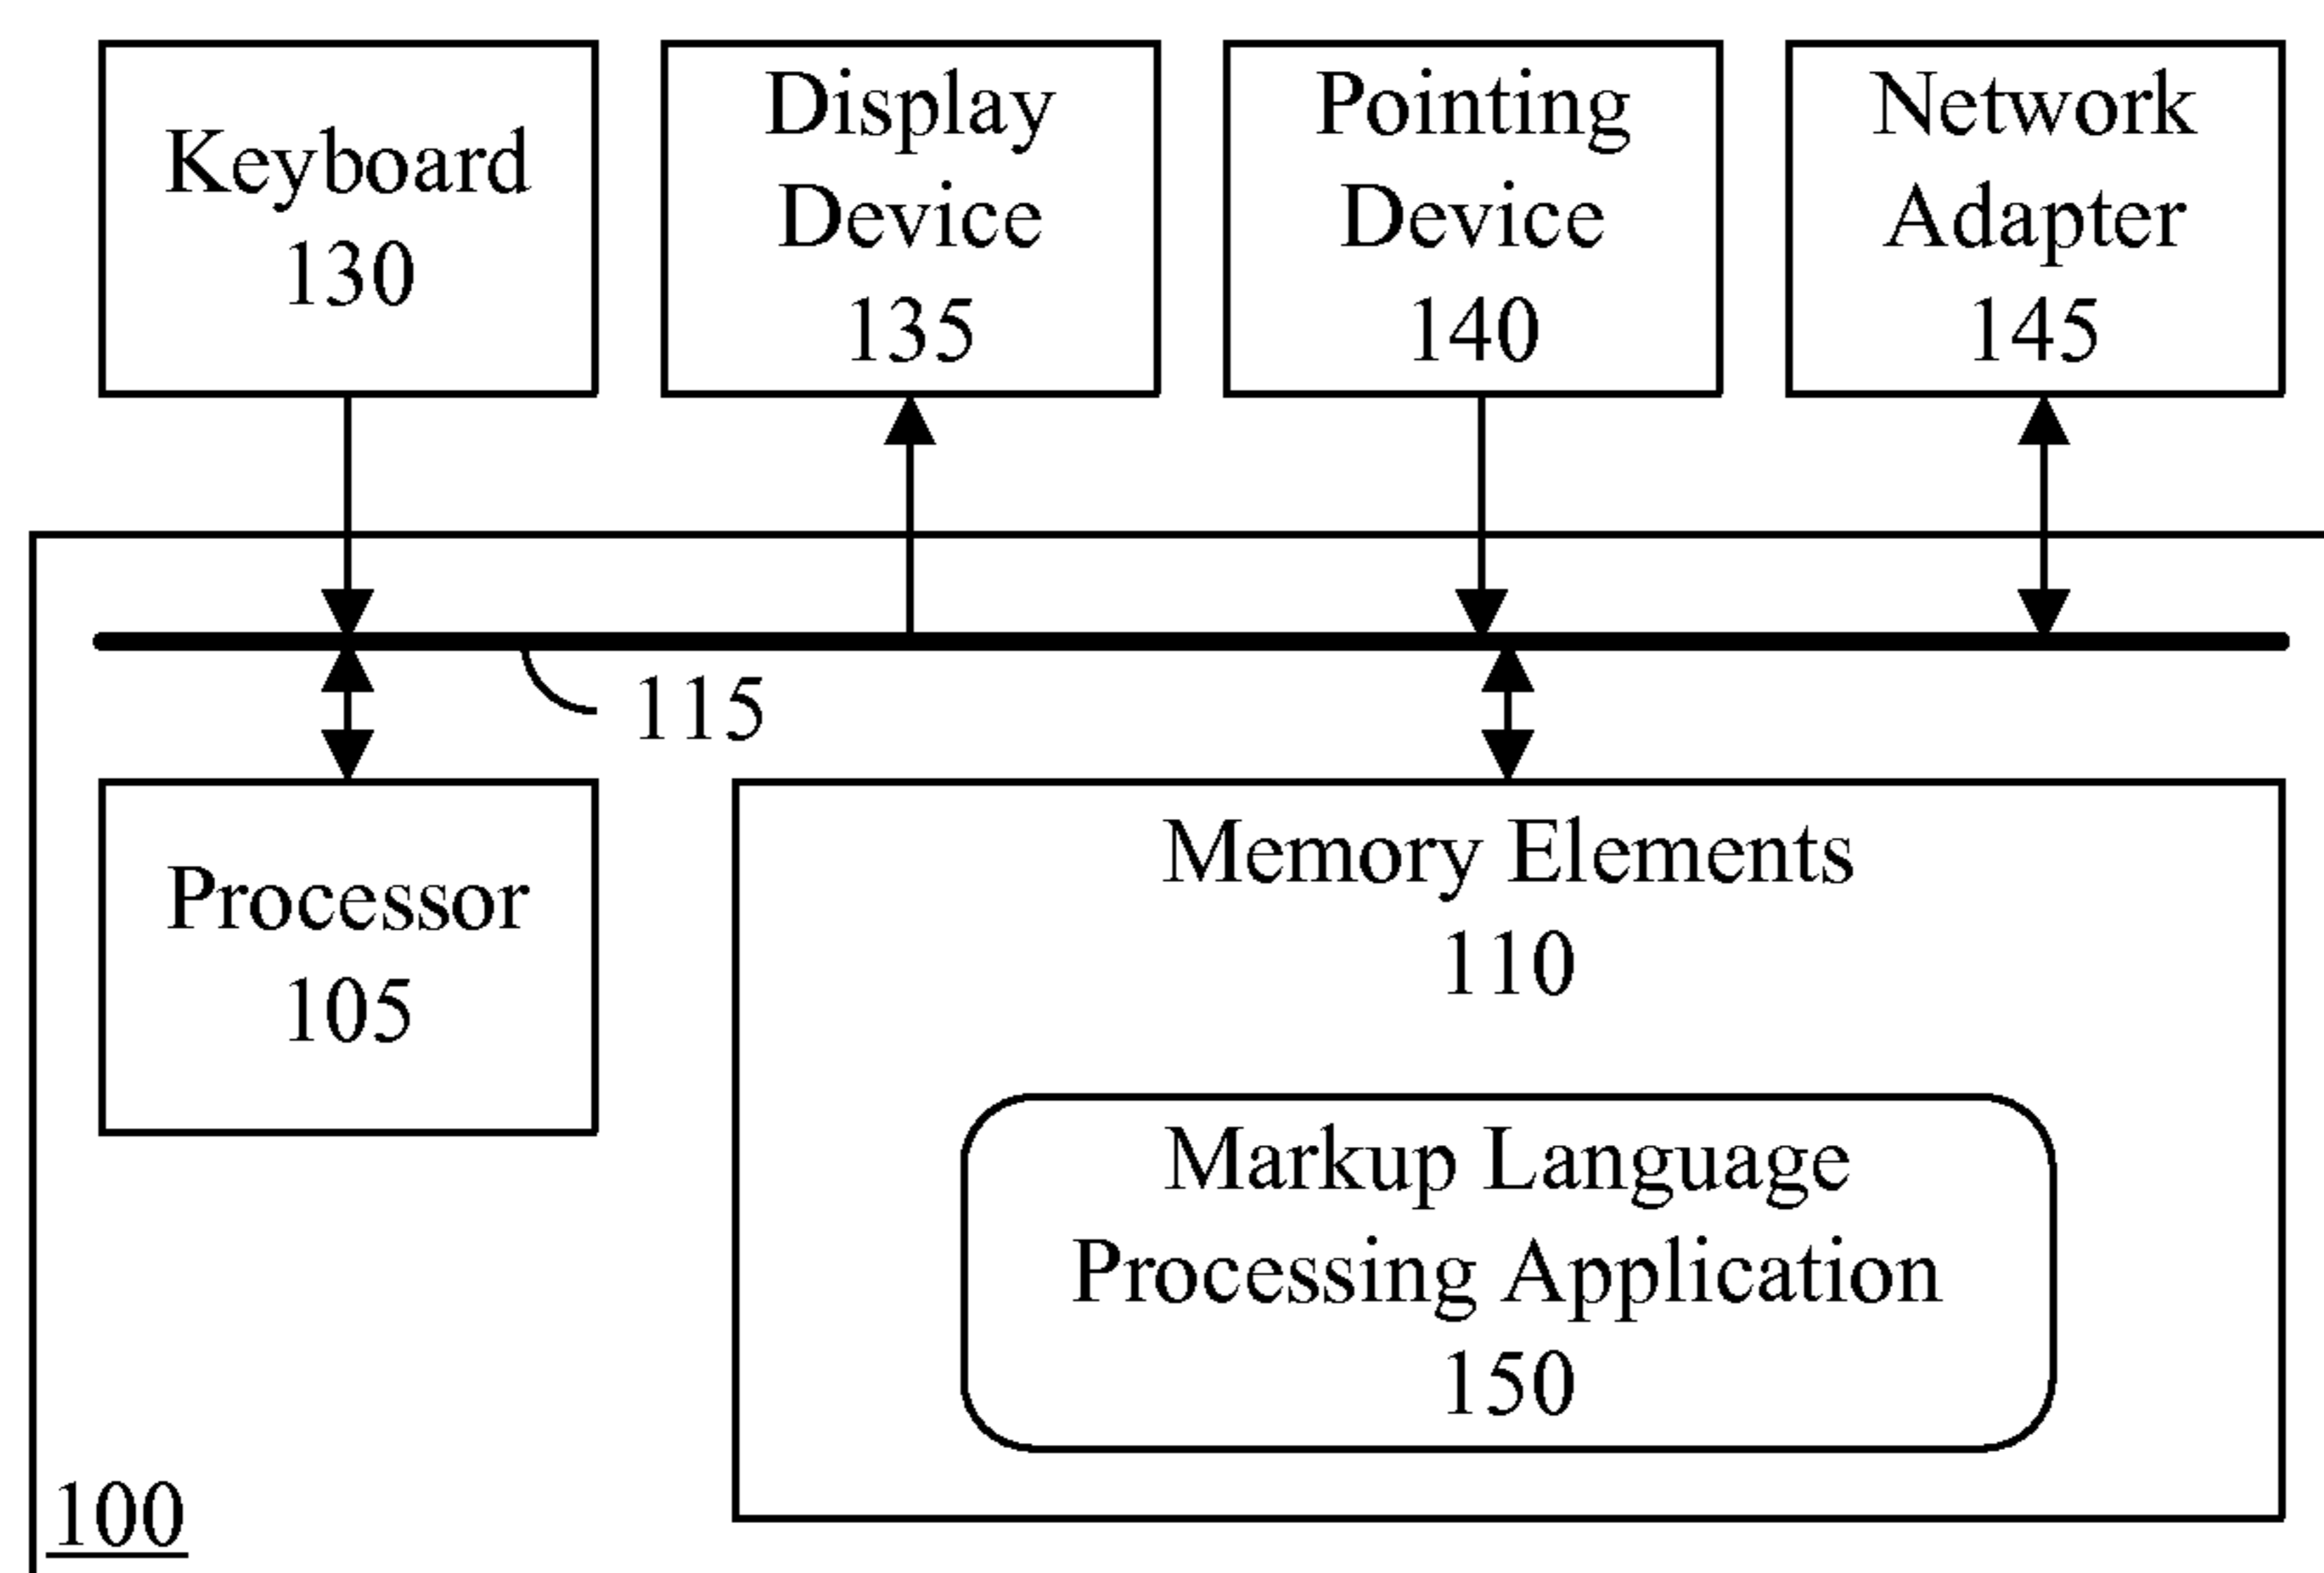 Keyboard
130
Display
Device
135
Pointing
Device
140
Network
Adapter
145
115
Processor
105
Memory Elements
110
Markup Language
Processing Application
150
100